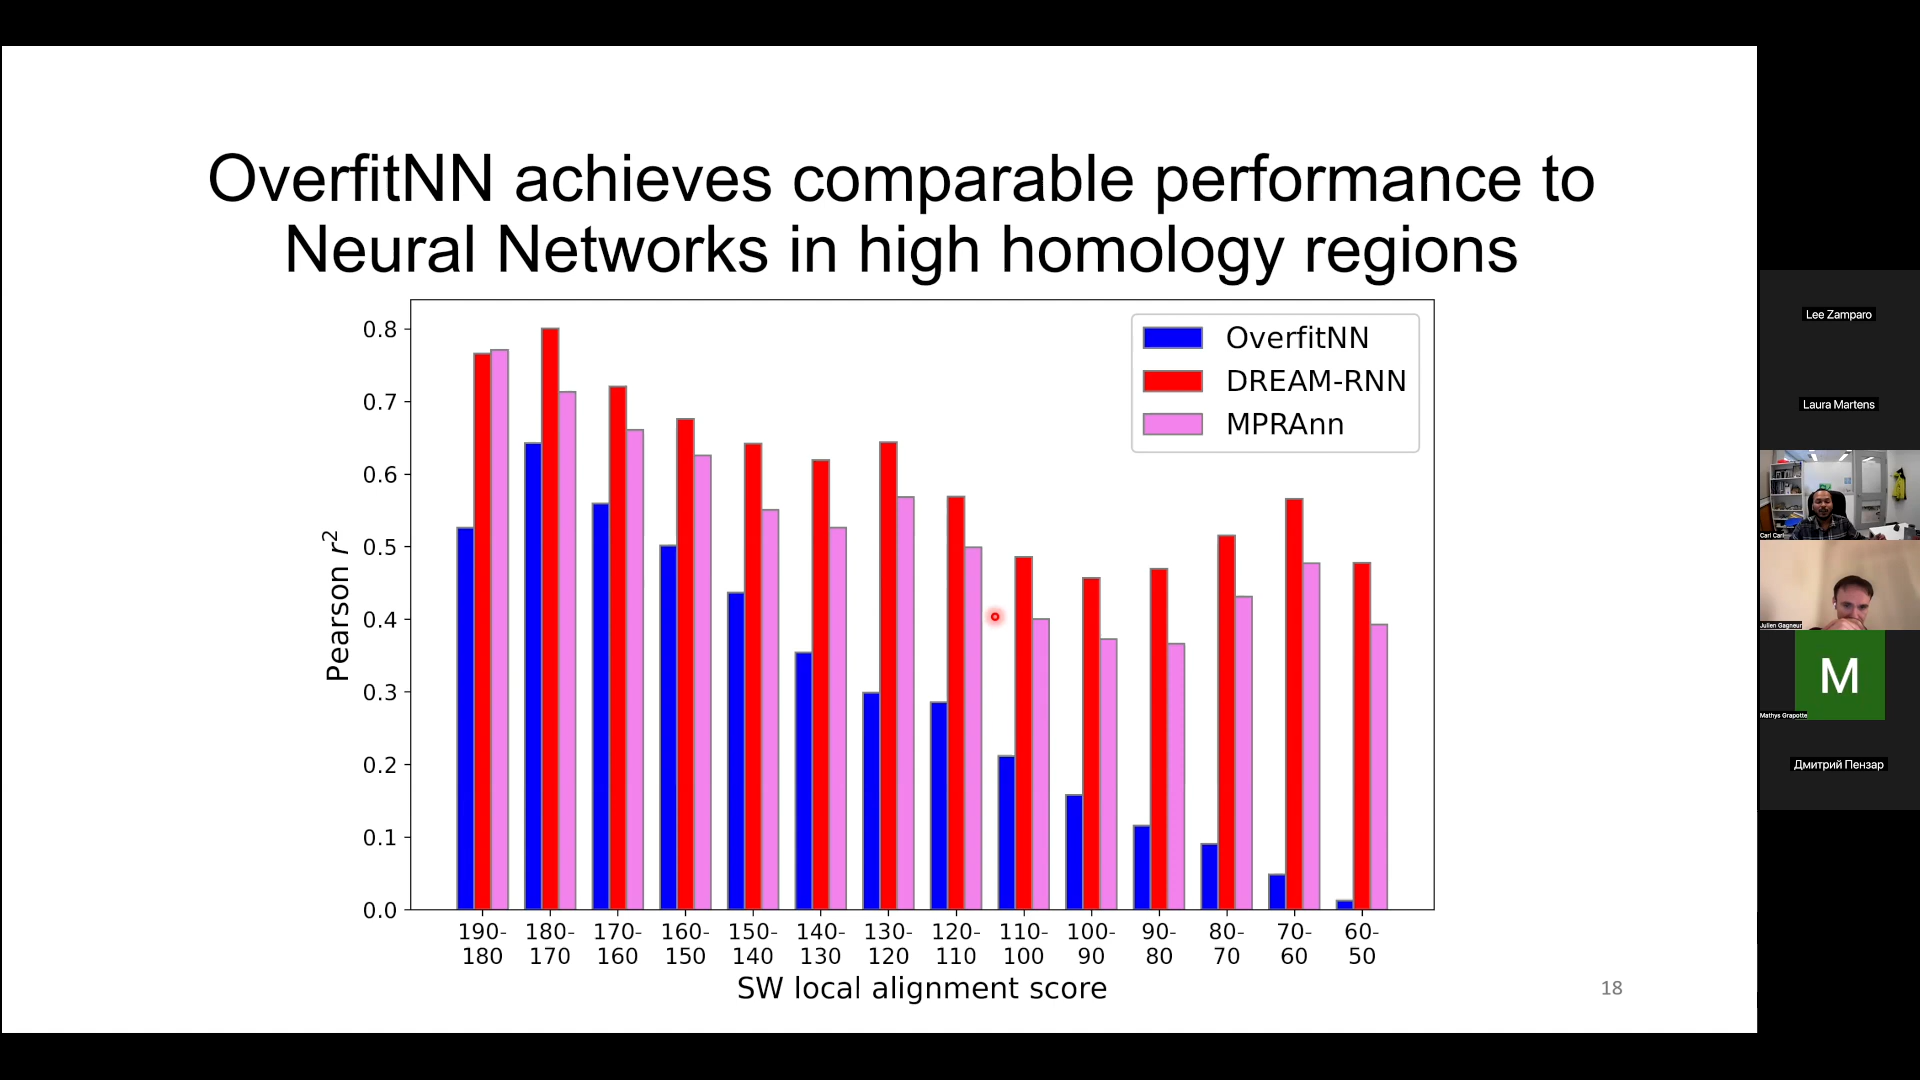 OverfitNN achieves comparable performance to
Neural Networks in high homology regions
OverfitNN
DREAM-RNN
MPRAnn
Pearson r²
0.8
0.7
0.6
0.5
0.4
0.3
0.2
0.1
0.0
190-
180
180-
170
170-
160
160-
150
150-
140
140-
130
130-
120
120-
110
110-
100
100-
90
90-
80
80-
70
70-
60
60-
50
SW local alignment score
18
Lee Zamparo
Laura Martens
Carl
Julien Gagneur
M
Mathys Grapotte
Дмитрий Пензар